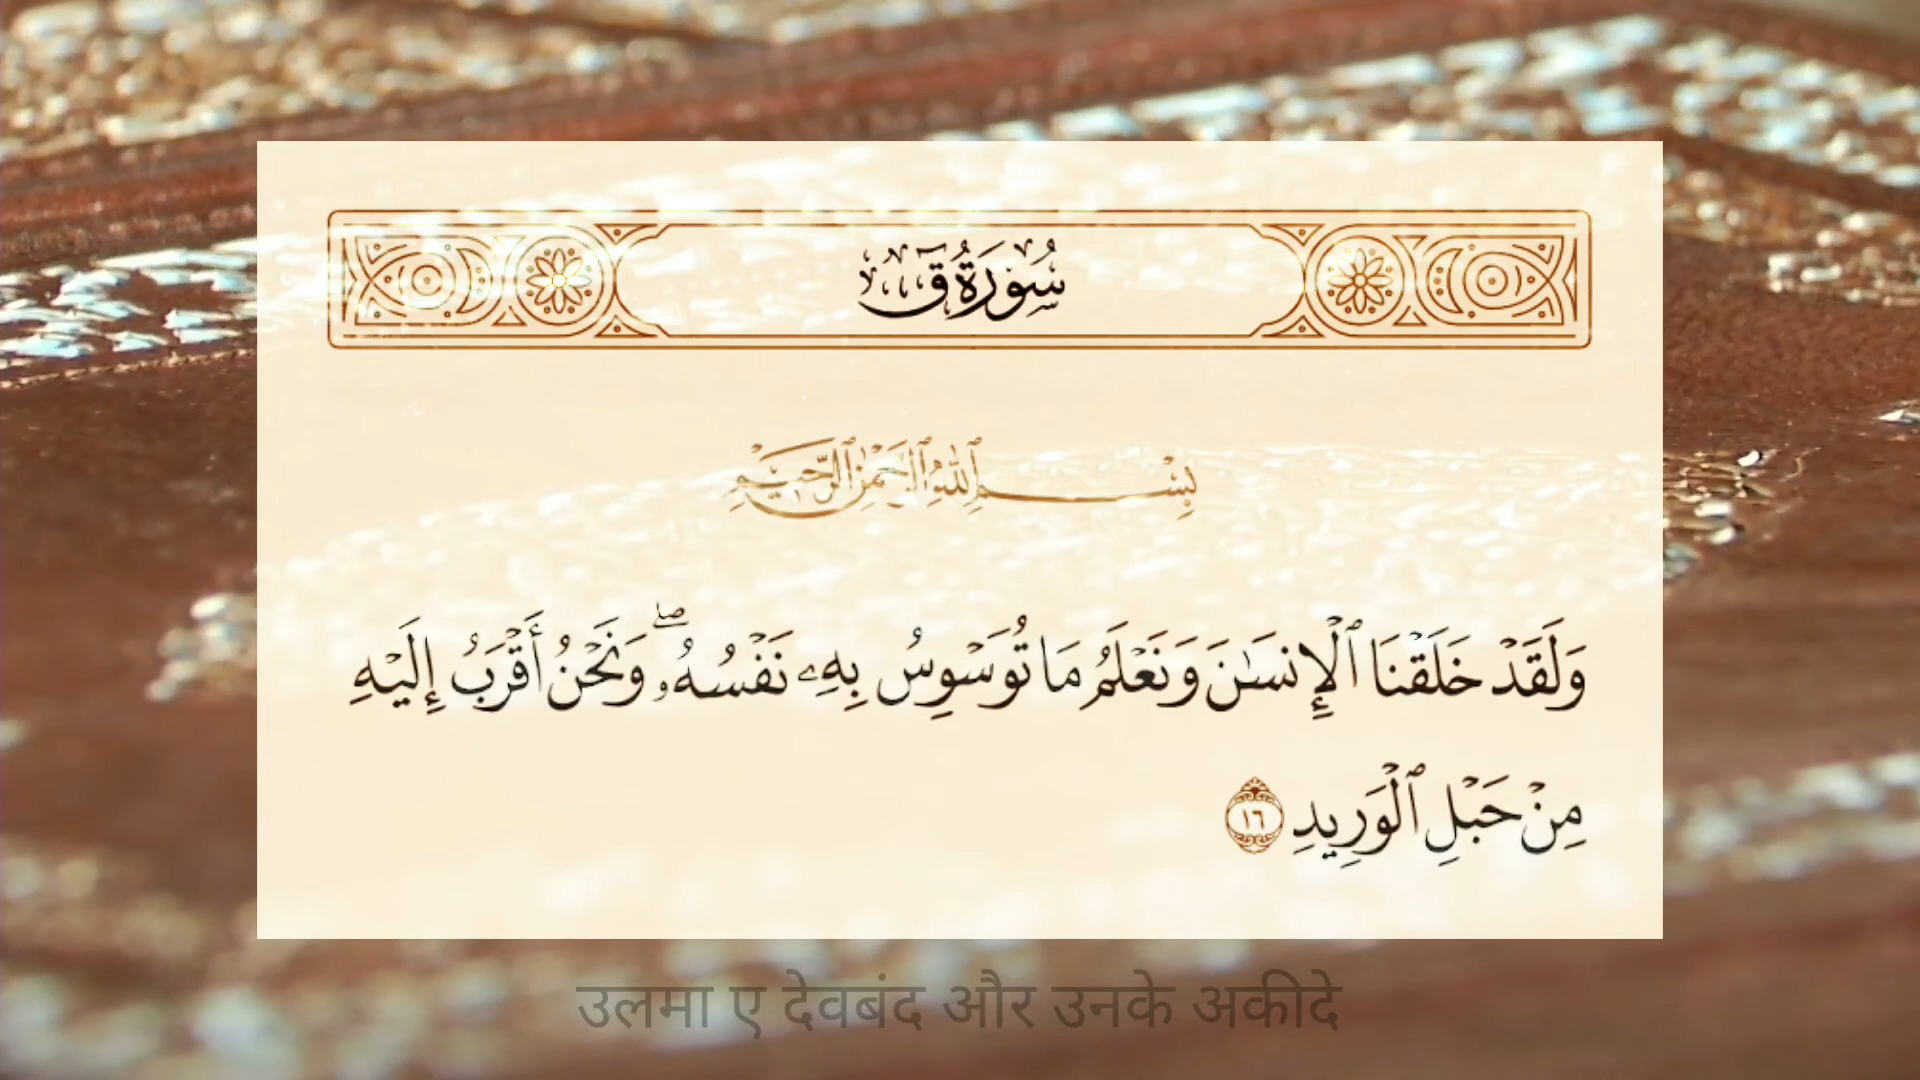 سُورَةُ قٓ
بِسْمِ ٱللَّهِ ٱلرَّحْمَٰنِ ٱلرَّحِيمِ
وَلَقَدْ خَلَقْنَا ٱلْإِنسَٰنَ وَنَعْلَمُ مَا تُوَسْوِسُ بِهِۦ نَفْسُهُۥ ۖ وَنَحْنُ أَقْرَبُ إِلَيْهِ
مِنْ حَبْلِ ٱلْوَرِيدِ ١٦
उलमा ए देवबंद और उनके अकीदे